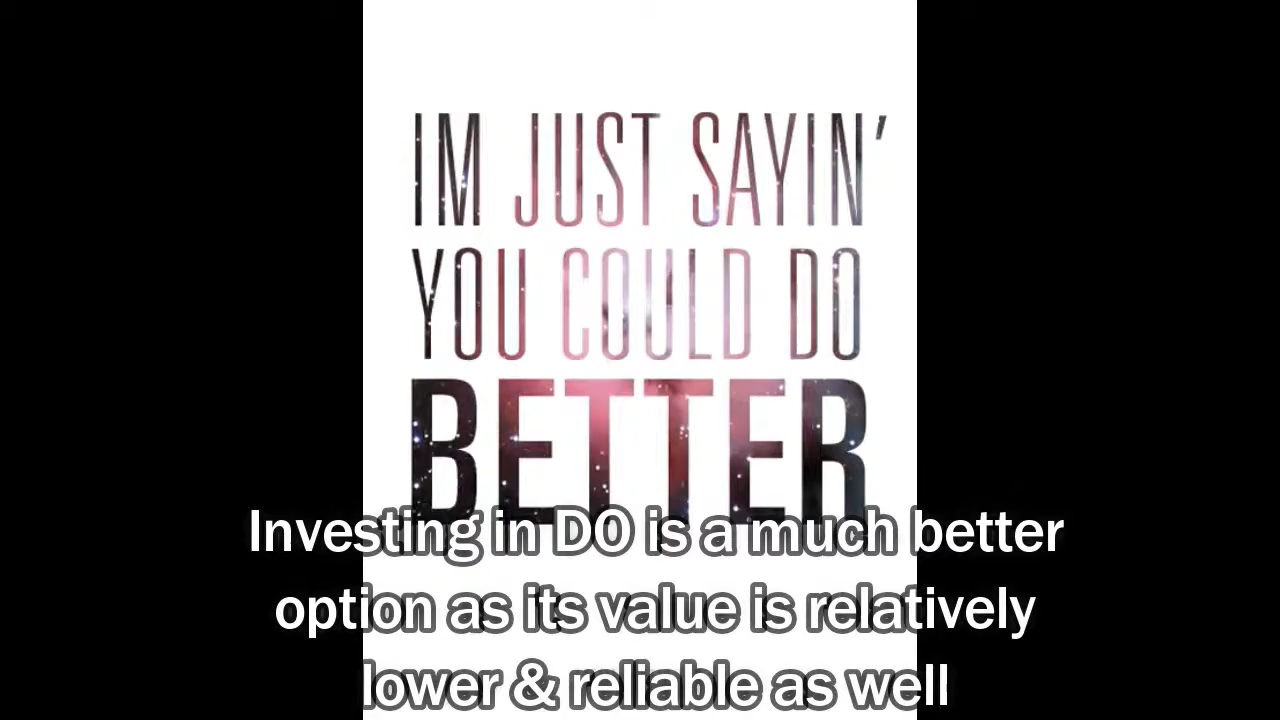 IM JUST SAYIN'
YOU COULD DO
BETTER
Investing in DO is a much better
option as its value is relatively
lower & reliable as well